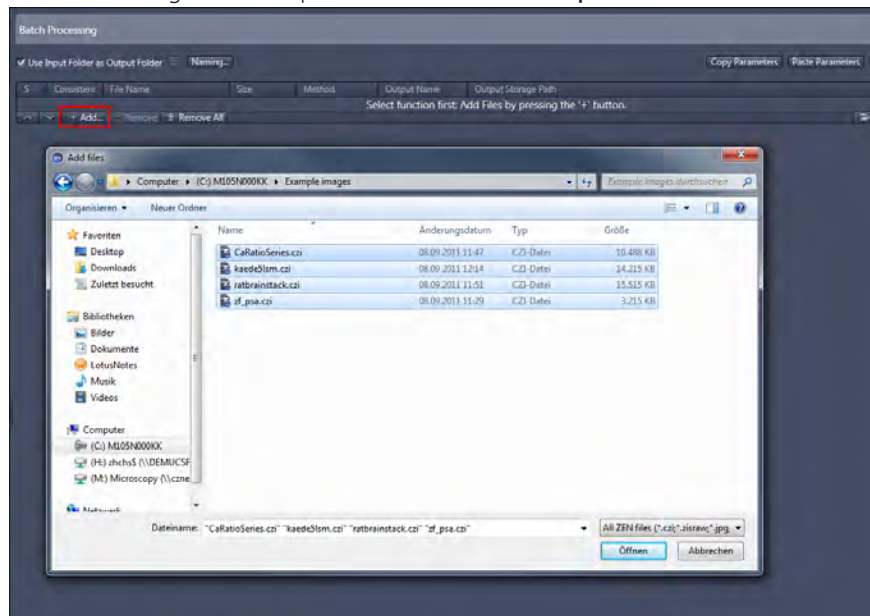 Batch Processing
Use Input Folder as Output Folder Naming...
Copy Parameters Paste Parameters
S Consistent File Name Size Method Output Name Output Storage Path
Select function first; Add Files by pressing the '+' button.
+ Add... Remove Remove All
Add files
Computer (C:) M105N000KK Example images
Example images durchsuchen
Organisieren Neuer Ordner
Name Änderungsdatum Typ Größe
Favoriten
Desktop
Downloads
Zuletzt besucht
CaRatioSeries.czi 08.09.2011 11:47 CZI-Datei 10.488 KB
kaede5lsm.czi 08.09.2011 12:14 CZI-Datei 14.215 KB
ratbrainstack.czi 08.09.2011 11:51 CZI-Datei 15.515 KB
zf_psa.czi 08.09.2011 11:29 CZI-Datei 3.215 KB
Bibliotheken
Bilder
Dokumente
LotusNotes
Musik
Videos
Computer
(C:) M105N000KK
(H:) zhchs$ (\\DEMUCSF
(M:) Microscopy (\\czne
Dateiname: "CaRatioSeries.czi" "kaede5lsm.czi" "ratbrainstack.czi" "zf_psa.czi"
All ZEN files (*.czi;*.zisraw;*.jpg,
Öffnen Abbrechen